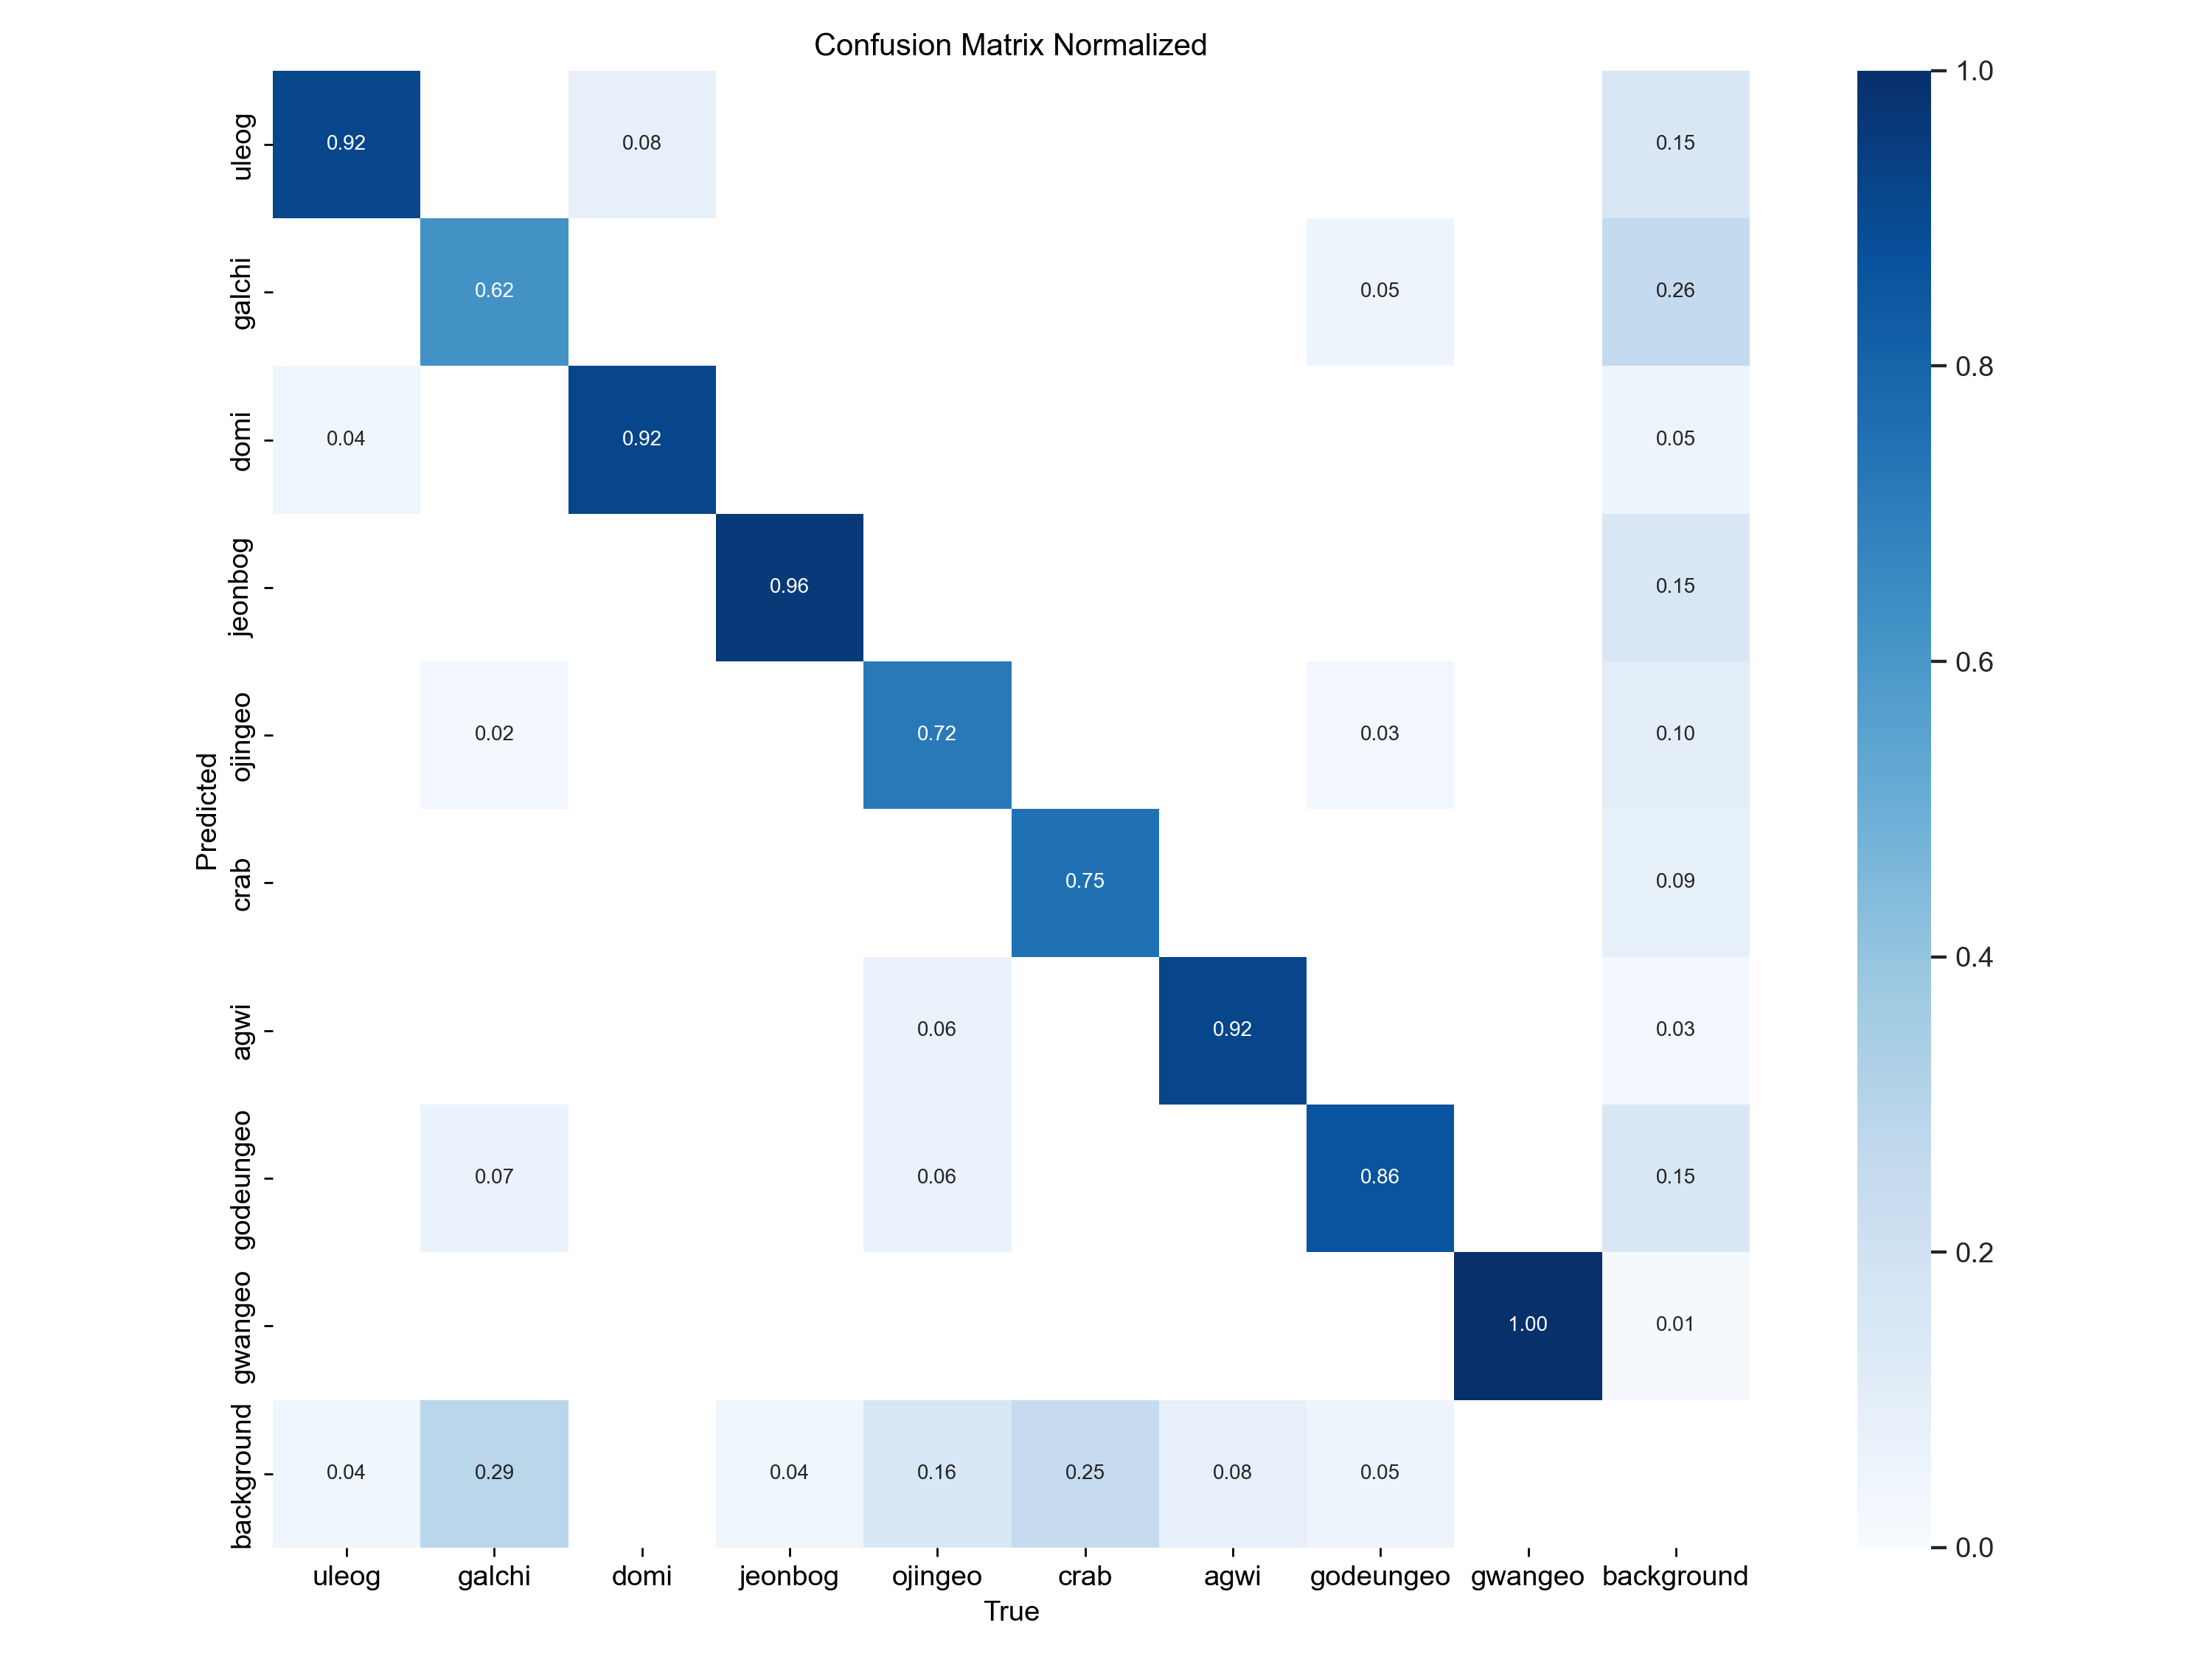 Confusion Matrix Normalized
uleog 0.92 0.08 0.15
galchi 0.62 0.05 0.26
domi 0.04 0.92 0.05
jeonbog 0.96 0.15
ojingeo 0.02 0.72 0.03 0.10
crab 0.75 0.09
agwi 0.06 0.92 0.03
godeungeo 0.07 0.06 0.86 0.15
gwangeo 1.00 0.01
background 0.04 0.29 0.04 0.16 0.25 0.08 0.05
uleog galchi domi jeonbog ojingeo crab agwi godeungeo gwangeo background
True
Predicted
1.0
0.8
0.6
0.4
0.2
0.0